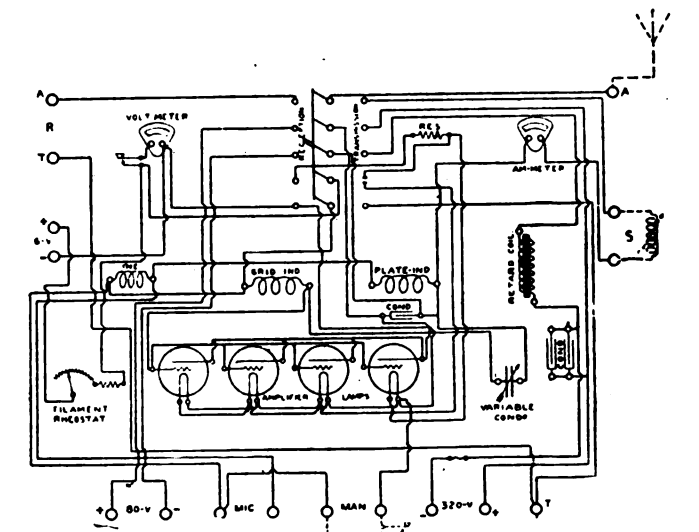 A
A
VOLT METER
R
RECEPTION
TRANSMISSION
RES
T
AM-METER
+
6-V
-
S
GRID IND
PLATE-IND
RETARD COIL
COND
COND
AMPLIFIER LAMPS
FILAMENT RHEOSTAT
VARIABLE COND
+ 80-V -
MIC
MAN
- 320-V +
T